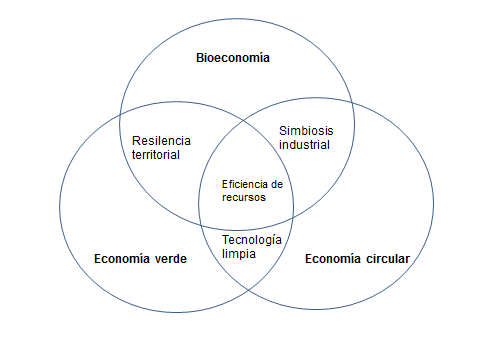 Bioeconomía
Simbiosis
industrial
Resilencia
territorial
Eficiencia de
recursos
Tecnología
limpia
Economía verde
Economía circular